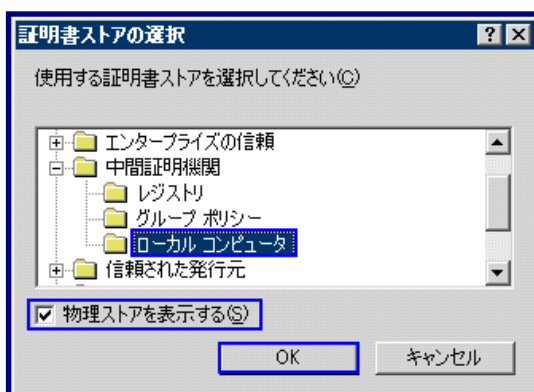 証明書ストアの選択
使用する証明書ストアを選択してください(C)
エンタープライズの信頼
中間証明機関
レジストリ
グループ ポリシー
ローカル コンピュータ
信頼された発行元
物理ストアを表示する(S)
OK
キャンセル